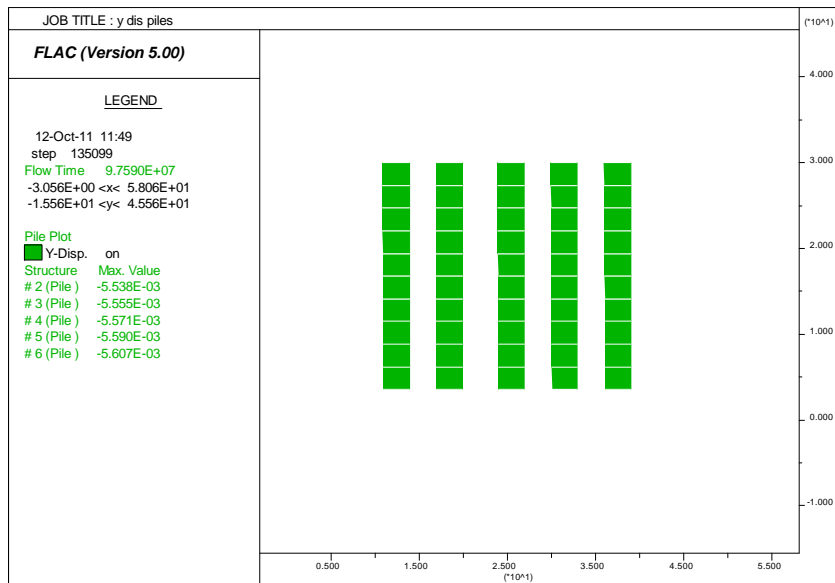 JOB TITLE : y dis piles
(*10^1)
FLAC (Version 5.00)
LEGEND
12-Oct-11 11:49
step 135099
Flow Time 9.7590E+07
-3.056E+00 <x< 5.806E+01
-1.556E+01 <y< 4.556E+01
Pile Plot
Y-Disp. on
Structure Max. Value
# 2 (Pile ) -5.538E-03
# 3 (Pile ) -5.555E-03
# 4 (Pile ) -5.571E-03
# 5 (Pile ) -5.590E-03
# 6 (Pile ) -5.607E-03
4.000
3.000
2.000
1.000
0.000
-1.000
0.500 1.500 2.500 3.500 4.500 5.500
(*10^1)